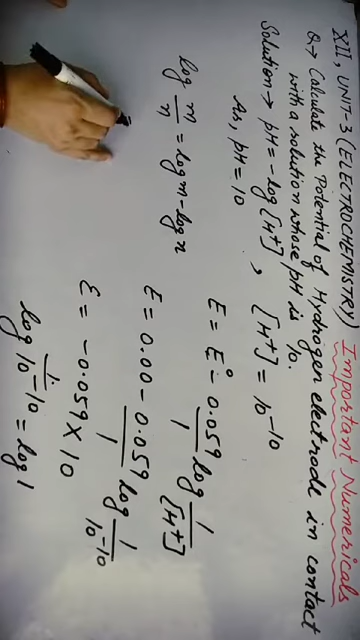 XII, UNIT-3 (ELECTROCHEMISTRY) Important Numericals
Q→ Calculate the Potential of Hydrogen electrode in contact
with a solution whose pH is 10.
Solution→ pH = -log [H+] , [H+] = 10^-10
As, pH = 10
E = E° - 0.059/1 log 1/[H+]
log m/n = log m - log n
E = 0.00 - 0.059/1 log 1/10^-10
E = -0.059 × 10
log 1/10^-10 = log 1